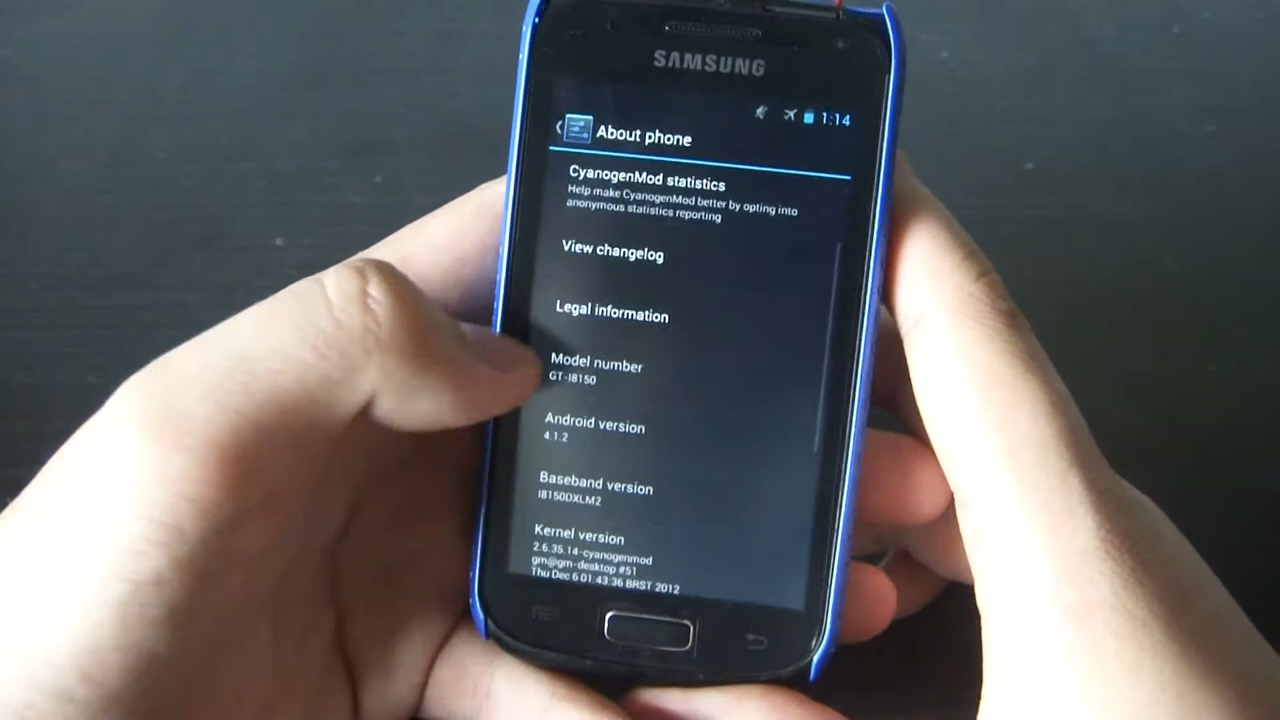 SAMSUNG
1:14
About phone
CyanogenMod statistics
Help make CyanogenMod better by opting into
anonymous statistics reporting
View changelog
Legal information
Model number
GT-I8150
Android version
4.1.2
Baseband version
I8150DXLM2
Kernel version
2.6.35.14-cyanogenmod
gm@gm-desktop #51
Thu Dec 6 01:43:36 BRST 2012